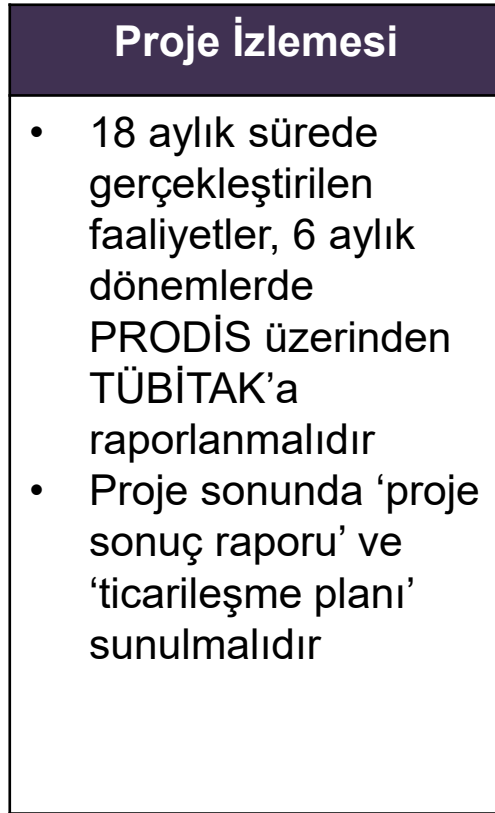 Proje İzlemesi
• 18 aylık sürede
gerçekleştirilen
faaliyetler, 6 aylık
dönemlerde
PRODİS üzerinden
TÜBİTAK’a
raporlanmalıdır
• Proje sonunda ‘proje
sonuç raporu’ ve
‘ticarileşme planı’
sunulmalıdır